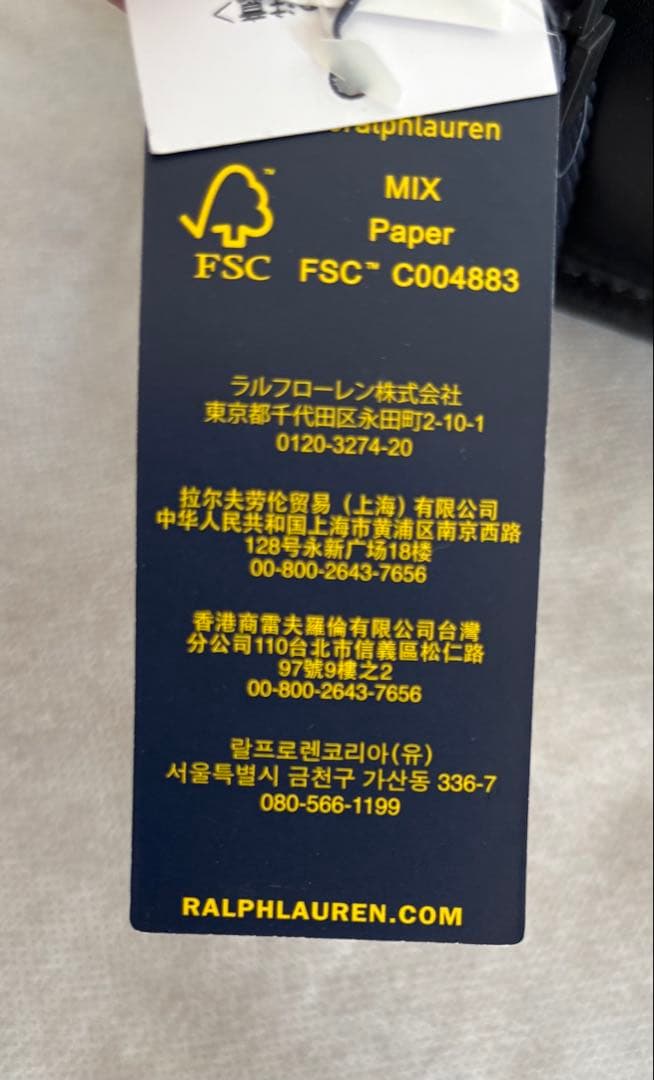 ralphlauren
FSC
MIX
Paper
FSC™ C004883
ラルフローレン株式会社
東京都千代田区永田町2-10-1
0120-3274-20
拉尔夫劳伦贸易（上海）有限公司
中华人民共和国上海市黄浦区南京西路
128号永新广场18楼
00-800-2643-7656
香港商雷夫羅倫有限公司台灣
分公司110台北市信義區松仁路
97號9樓之2
00-800-2643-7656
랄프로렌코리아(유)
서울특별시 금천구 가산동 336-7
080-566-1199
RALPHLAUREN.COM